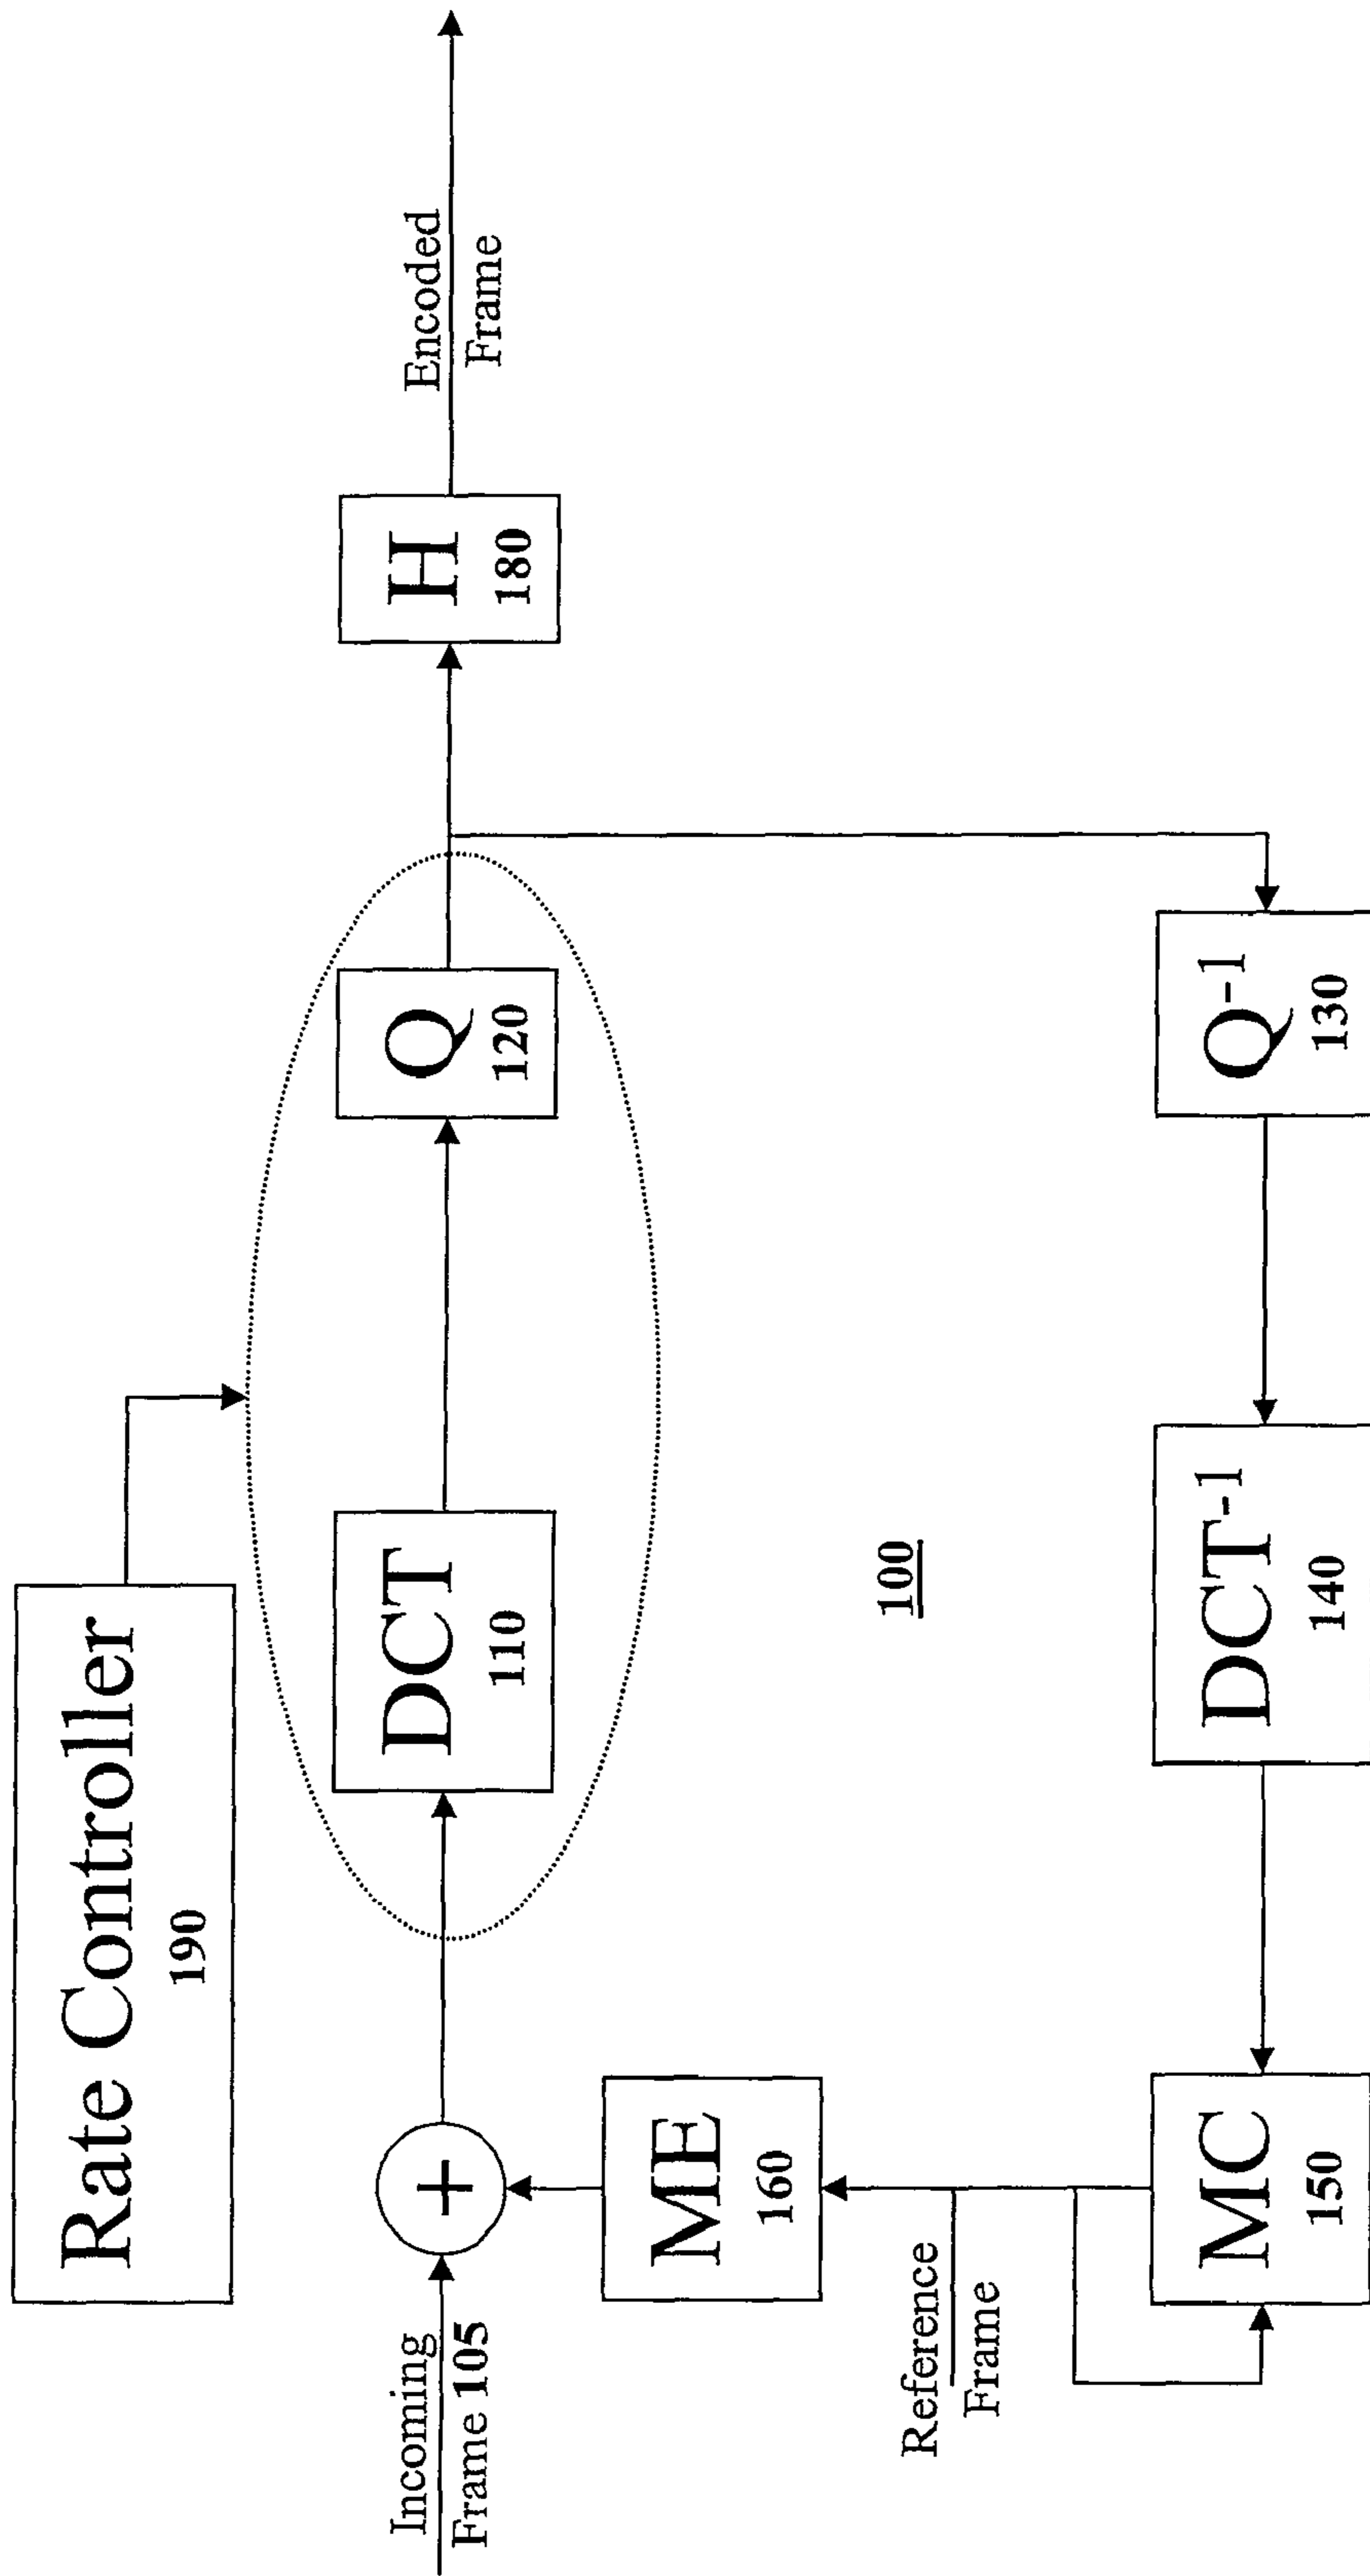 Rate Controller
190
Incoming
Frame 105
+
DCT
110
Q
120
H
180
Encoded
Frame
ME
160
100
Reference
Frame
MC
150
DCT-1
140
Q-1
130